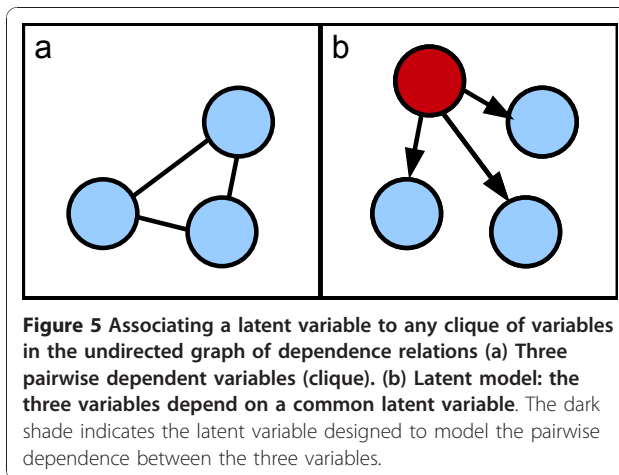 a
b
Figure 5 Associating a latent variable to any clique of variables
in the undirected graph of dependence relations (a) Three
pairwise dependent variables (clique). (b) Latent model: the
three variables depend on a common latent variable. The dark
shade indicates the latent variable designed to model the pairwise
dependence between the three variables.